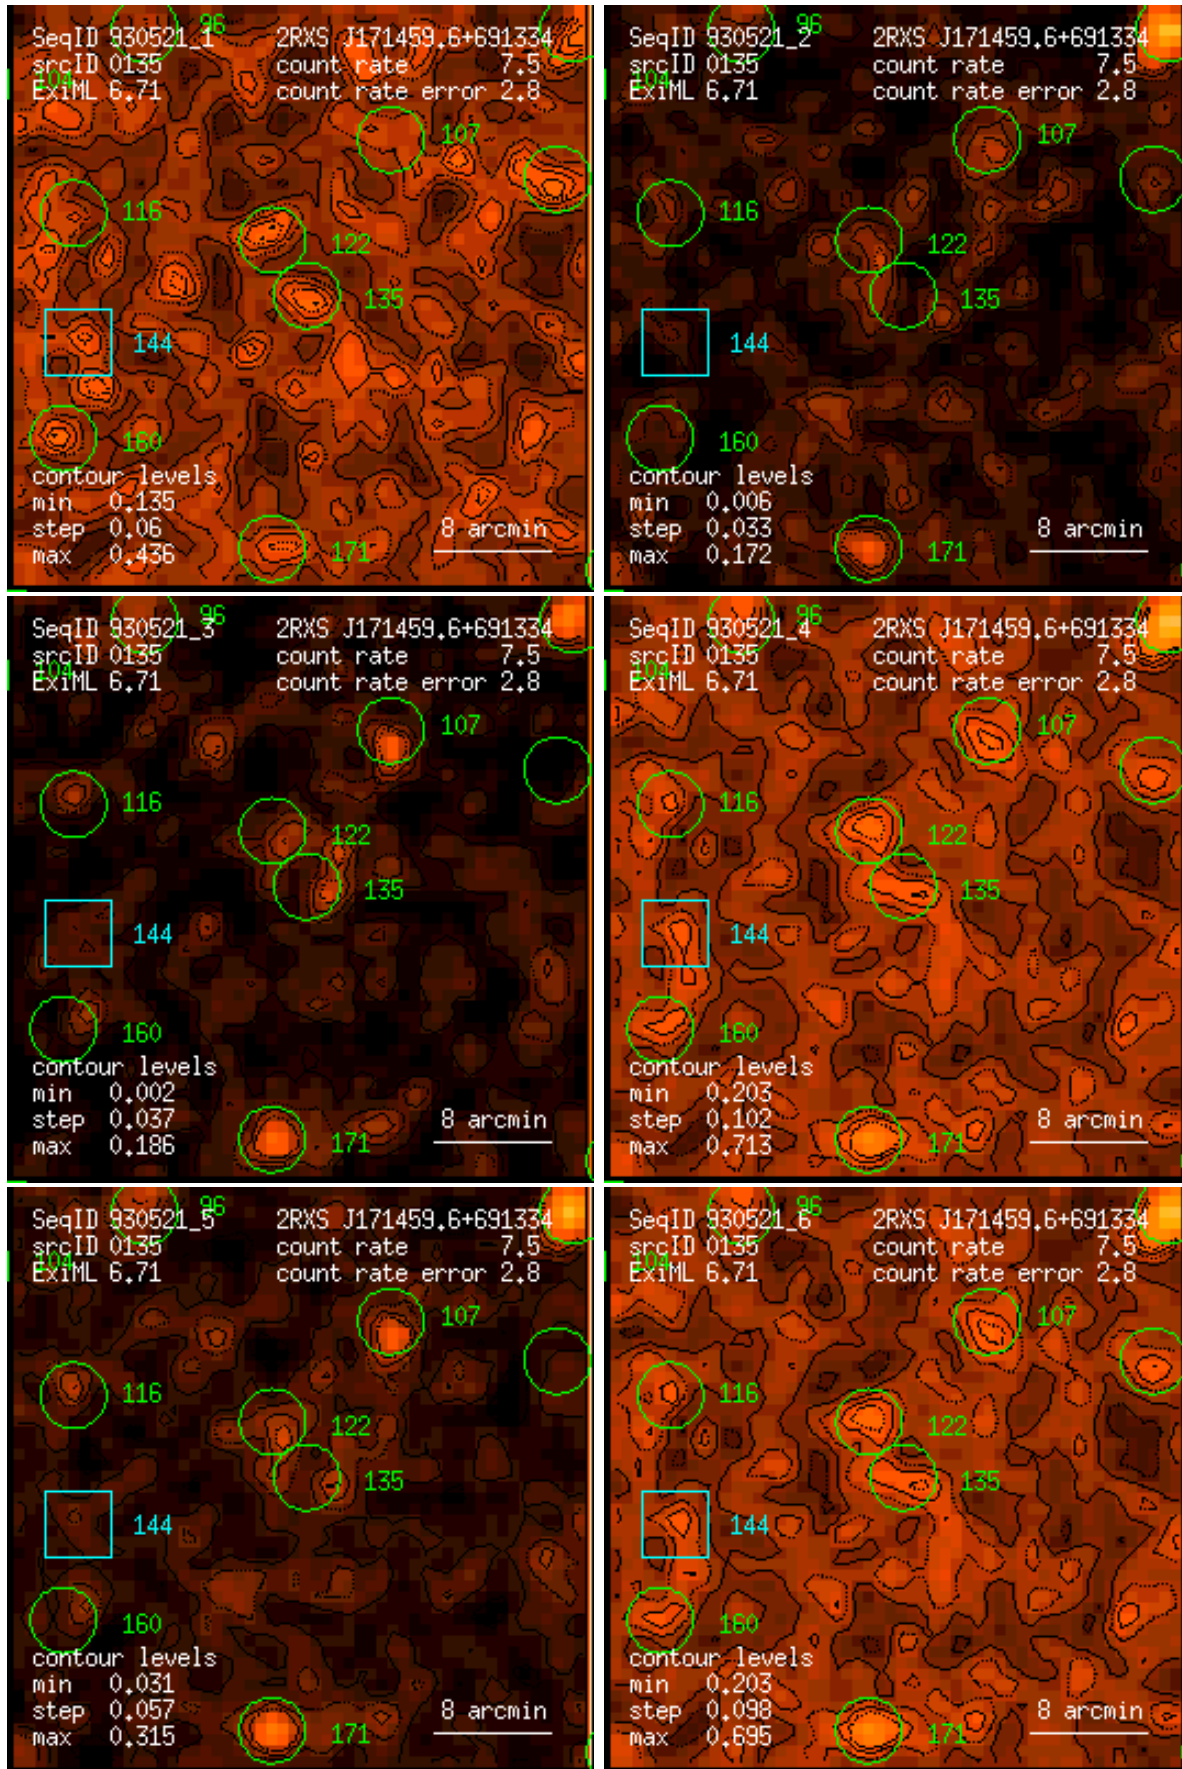 96
SeqID 930521_1 2RXS J171459.6+691334
104
srcID 0135 count rate 7.5
ExiML 6.71 count rate error 2.8
107
116
122
135
144
160
contour levels
min 0.135
step 0.06 8 arcmin
max 0.436 171
96
SeqID 930521_2 2RXS J171459.6+691334
104
srcID 0135 count rate 7.5
ExiML 6.71 count rate error 2.8
107
116
122
135
144
160
contour levels
min 0.006
step 0.033 8 arcmin
max 0.172 171
96
SeqID 930521_3 2RXS J171459.6+691334
104
srcID 0135 count rate 7.5
ExiML 6.71 count rate error 2.8
107
116
122
135
144
160
contour levels
min 0.002
step 0.037 8 arcmin
max 0.186 171
96
SeqID 930521_4 2RXS J171459.6+691334
104
srcID 0135 count rate 7.5
ExiML 6.71 count rate error 2.8
107
116
122
135
144
160
contour levels
min 0.203
step 0.102 8 arcmin
max 0.713 171
96
SeqID 930521_5 2RXS J171459.6+691334
104
srcID 0135 count rate 7.5
ExiML 6.71 count rate error 2.8
107
116
122
135
144
160
contour levels
min 0.031
step 0.057 8 arcmin
max 0.315 171
96
SeqID 930521_6 2RXS J171459.6+691334
104
srcID 0135 count rate 7.5
ExiML 6.71 count rate error 2.8
107
116
122
135
144
160
contour levels
min 0.203
step 0.098 8 arcmin
max 0.695 171